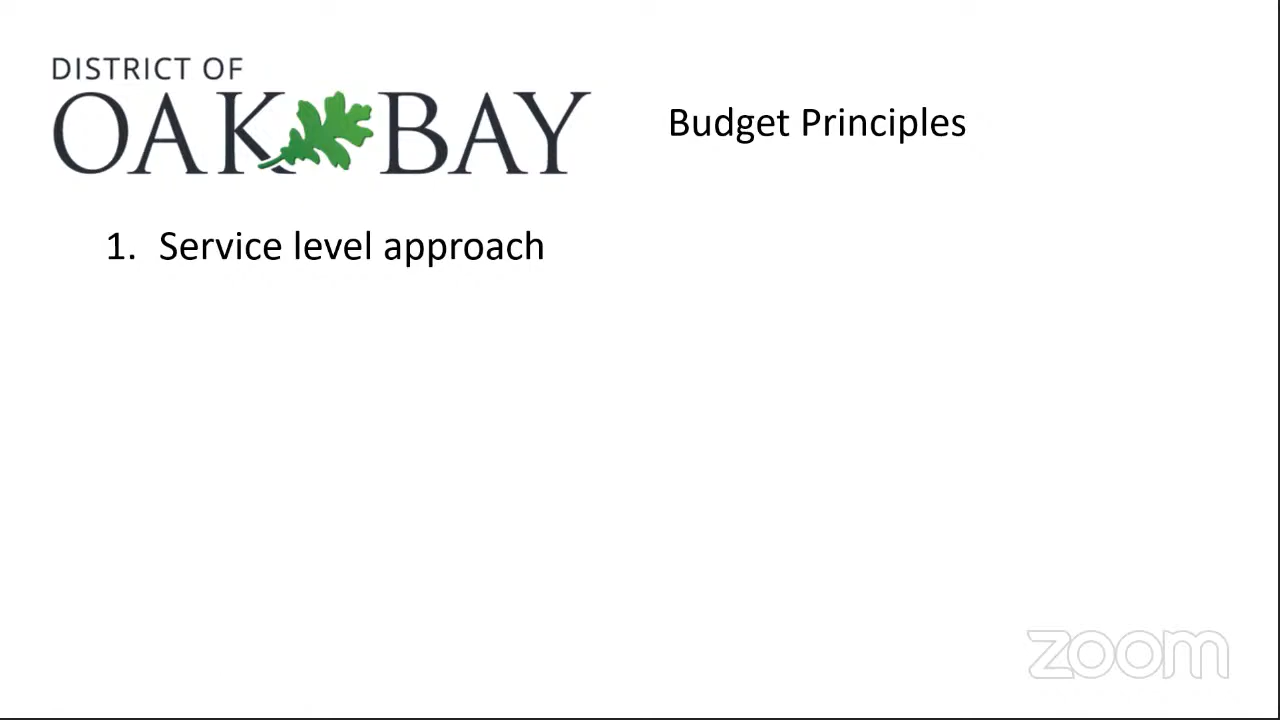 DISTRICT OF
OAK BAY
Budget Principles
1. Service level approach
zoom